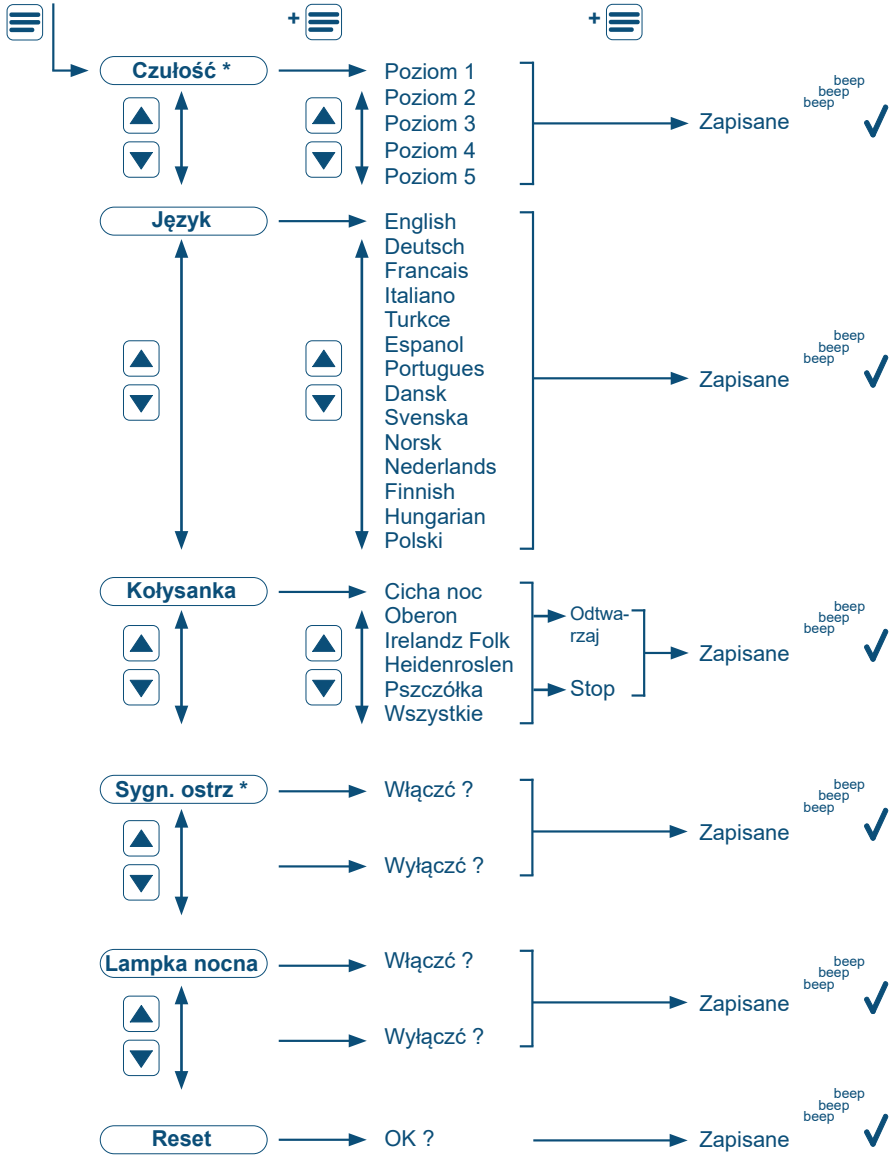 +
+
Czułość *
Poziom 1
Poziom 2
Poziom 3
Poziom 4
Poziom 5
Zapisane
beep
beep
beep
Język
English
Deutsch
Francais
Italiano
Turkce
Espanol
Portugues
Dansk
Svenska
Norsk
Nederlands
Finnish
Hungarian
Polski
Zapisane
beep
beep
beep
Kołysanka
Cicha noc
Oberon
Irelandz Folk
Heidenroslen
Pszczółka
Wszystkie
Odtwa-
rzaj
Stop
Zapisane
beep
beep
beep
Sygn. ostrz *
Włączć ?
Wyłączć ?
Zapisane
beep
beep
beep
Lampka nocna
Włączć ?
Wyłączć ?
Zapisane
beep
beep
beep
Reset
OK ?
Zapisane
beep
beep
beep